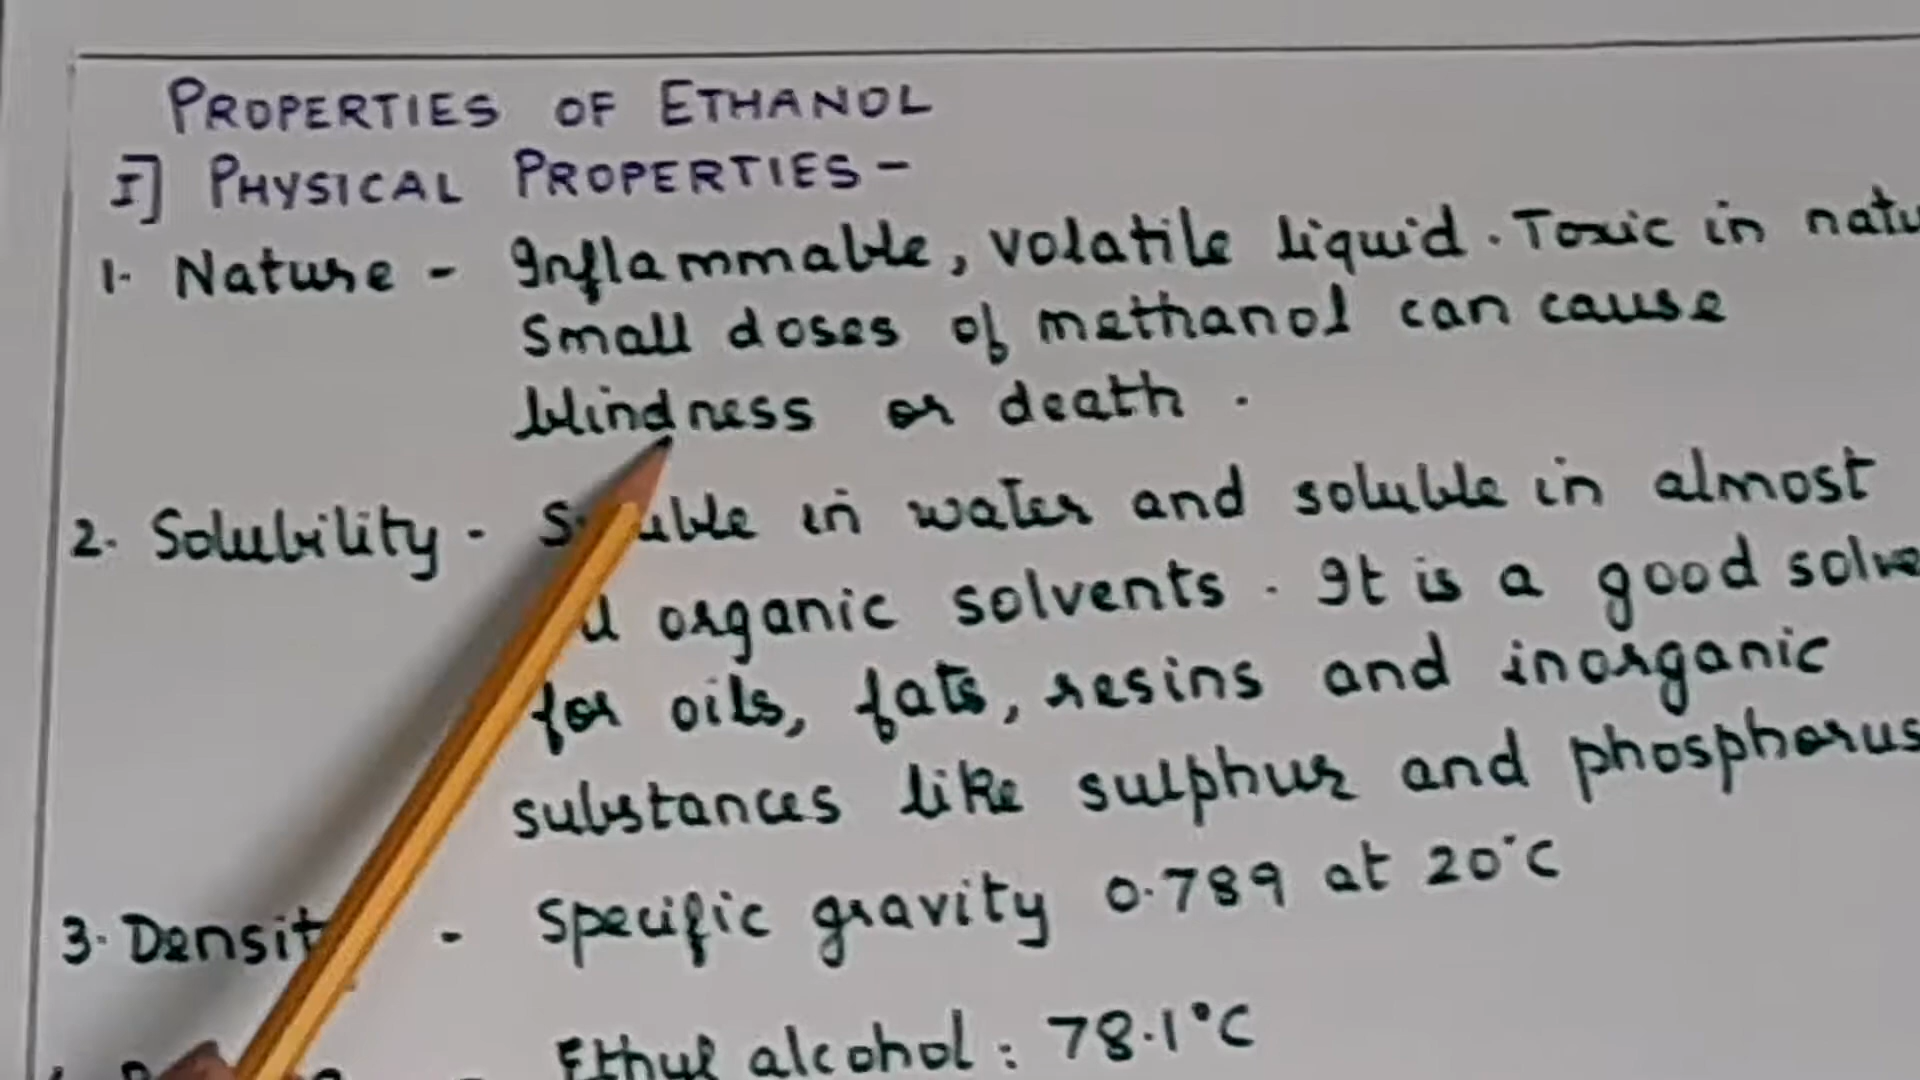 PROPERTIES OF ETHANOL
I] PHYSICAL PROPERTIES -
1. Nature - Inflammable, volatile liquid. Toxic in natu
Small doses of methanol can cause
blindness or death.
2. Solubility - in water and soluble in almost
organic solvents. It is a good solve
for oils, fats, resins and inorganic
substances like sulphur and phosphorus
3. Densit - Specific gravity 0.789 at 20°C
Ethyl alcohol : 78.1°C